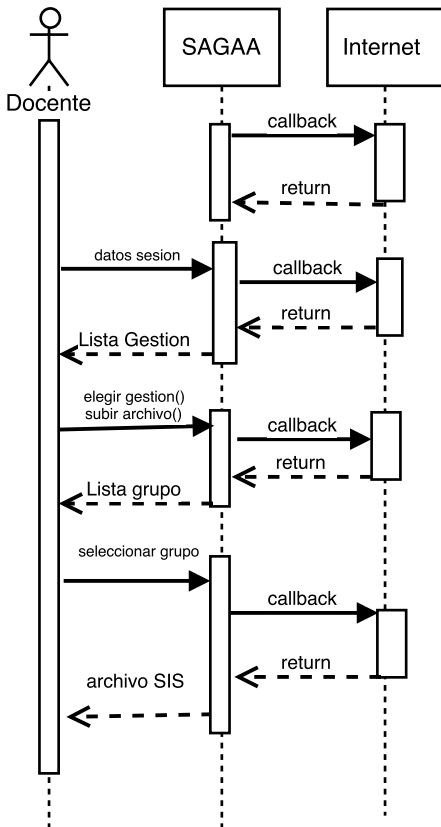 SAGAA
Internet
Docente
callback
return
datos sesion
callback
return
Lista Gestion
elegir gestion()
subir archivo()
callback
return
Lista grupo
seleccionar grupo
callback
return
archivo SIS